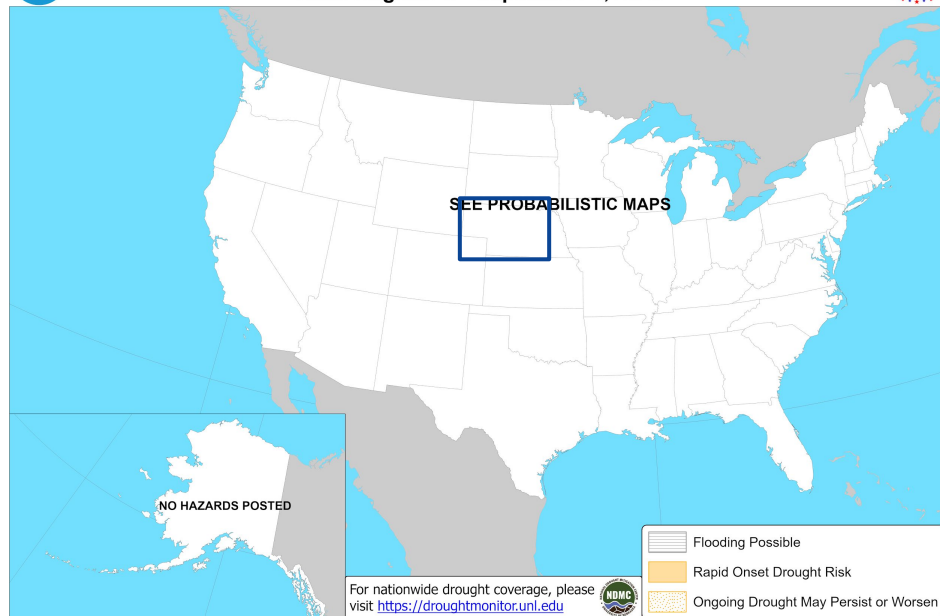 SEE PROBABILISTIC MAPS
NO HAZARDS POSTED
For nationwide drought coverage, please
visit https://droughtmonitor.unl.edu
NDMC
Flooding Possible
Rapid Onset Drought Risk
Ongoing Drought May Persist or Worsen